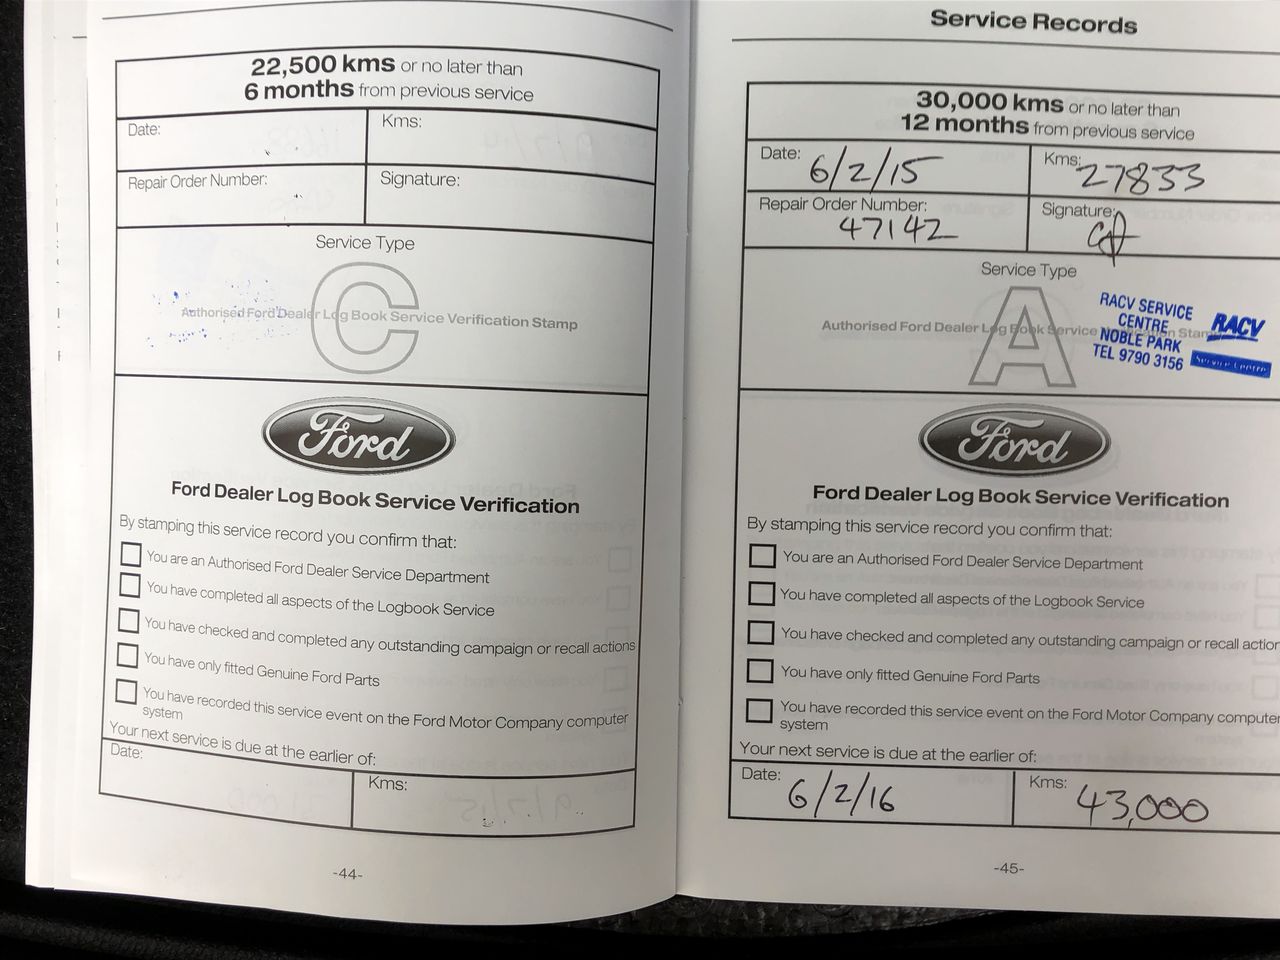 22,500 kms or no later than
6 months from previous service
Date:
Kms:
Repair Order Number:
Signature:
Service Type
C
Authorised Ford Dealer Log Book Service Verification Stamp
Ford
Ford Dealer Log Book Service Verification
By stamping this service record you confirm that:
You are an Authorised Ford Dealer Service Department
You have completed all aspects of the Logbook Service
You have checked and completed any outstanding campaign or recall actions
You have only fitted Genuine Ford Parts
You have recorded this service event on the Ford Motor Company computer
system
Your next service is due at the earlier of:
Date:
Kms:
-44-
Service Records
30,000 kms or no later than
12 months from previous service
Date: 6/2/15
Kms: 27833
Repair Order Number:
47142
Signature:
Service Type
A
Authorised Ford Dealer Log Book Service Verification Stamp
RACV SERVICE
CENTRE
NOBLE PARK
TEL 9790 3156
RACV
Service Centre
Ford
Ford Dealer Log Book Service Verification
By stamping this service record you confirm that:
You are an Authorised Ford Dealer Service Department
You have completed all aspects of the Logbook Service
You have checked and completed any outstanding campaign or recall action
You have only fitted Genuine Ford Parts
You have recorded this service event on the Ford Motor Company computer
system
Your next service is due at the earlier of:
Date: 6/2/16
Kms: 43,000
-45-